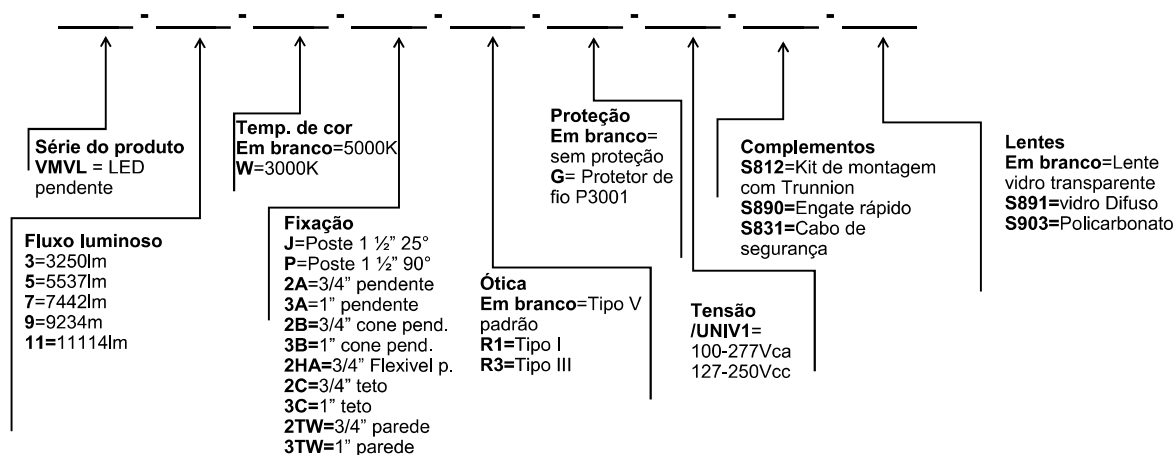 Série do produto
VMVL = LED
pendente
Fluxo luminoso
3=3250lm
5=5537lm
7=7442lm
9=9234m
11=11114lm
Temp. de cor
Em branco=5000K
W=3000K
Fixação
J=Poste 1 ½” 25°
P=Poste 1 ½” 90°
2A=3/4” pendente
3A=1” pendente
2B=3/4” cone pend.
3B=1” cone pend.
2HA=3/4” Flexivel p.
2C=3/4” teto
3C=1” teto
2TW=3/4” parede
3TW=1” parede
Ótica
Em branco=Tipo V
padrão
R1=Tipo I
R3=Tipo III
Proteção
Em branco=
sem proteção
G= Protetor de
fio P3001
Tensão
/UNIV1=
100-277Vca
127-250Vcc
Complementos
S812=Kit de montagem
com Trunnion
S890=Engate rápido
S831=Cabo de
segurança
Lentes
Em branco=Lente
vidro transparente
S891=vidro Difuso
S903=Policarbonato